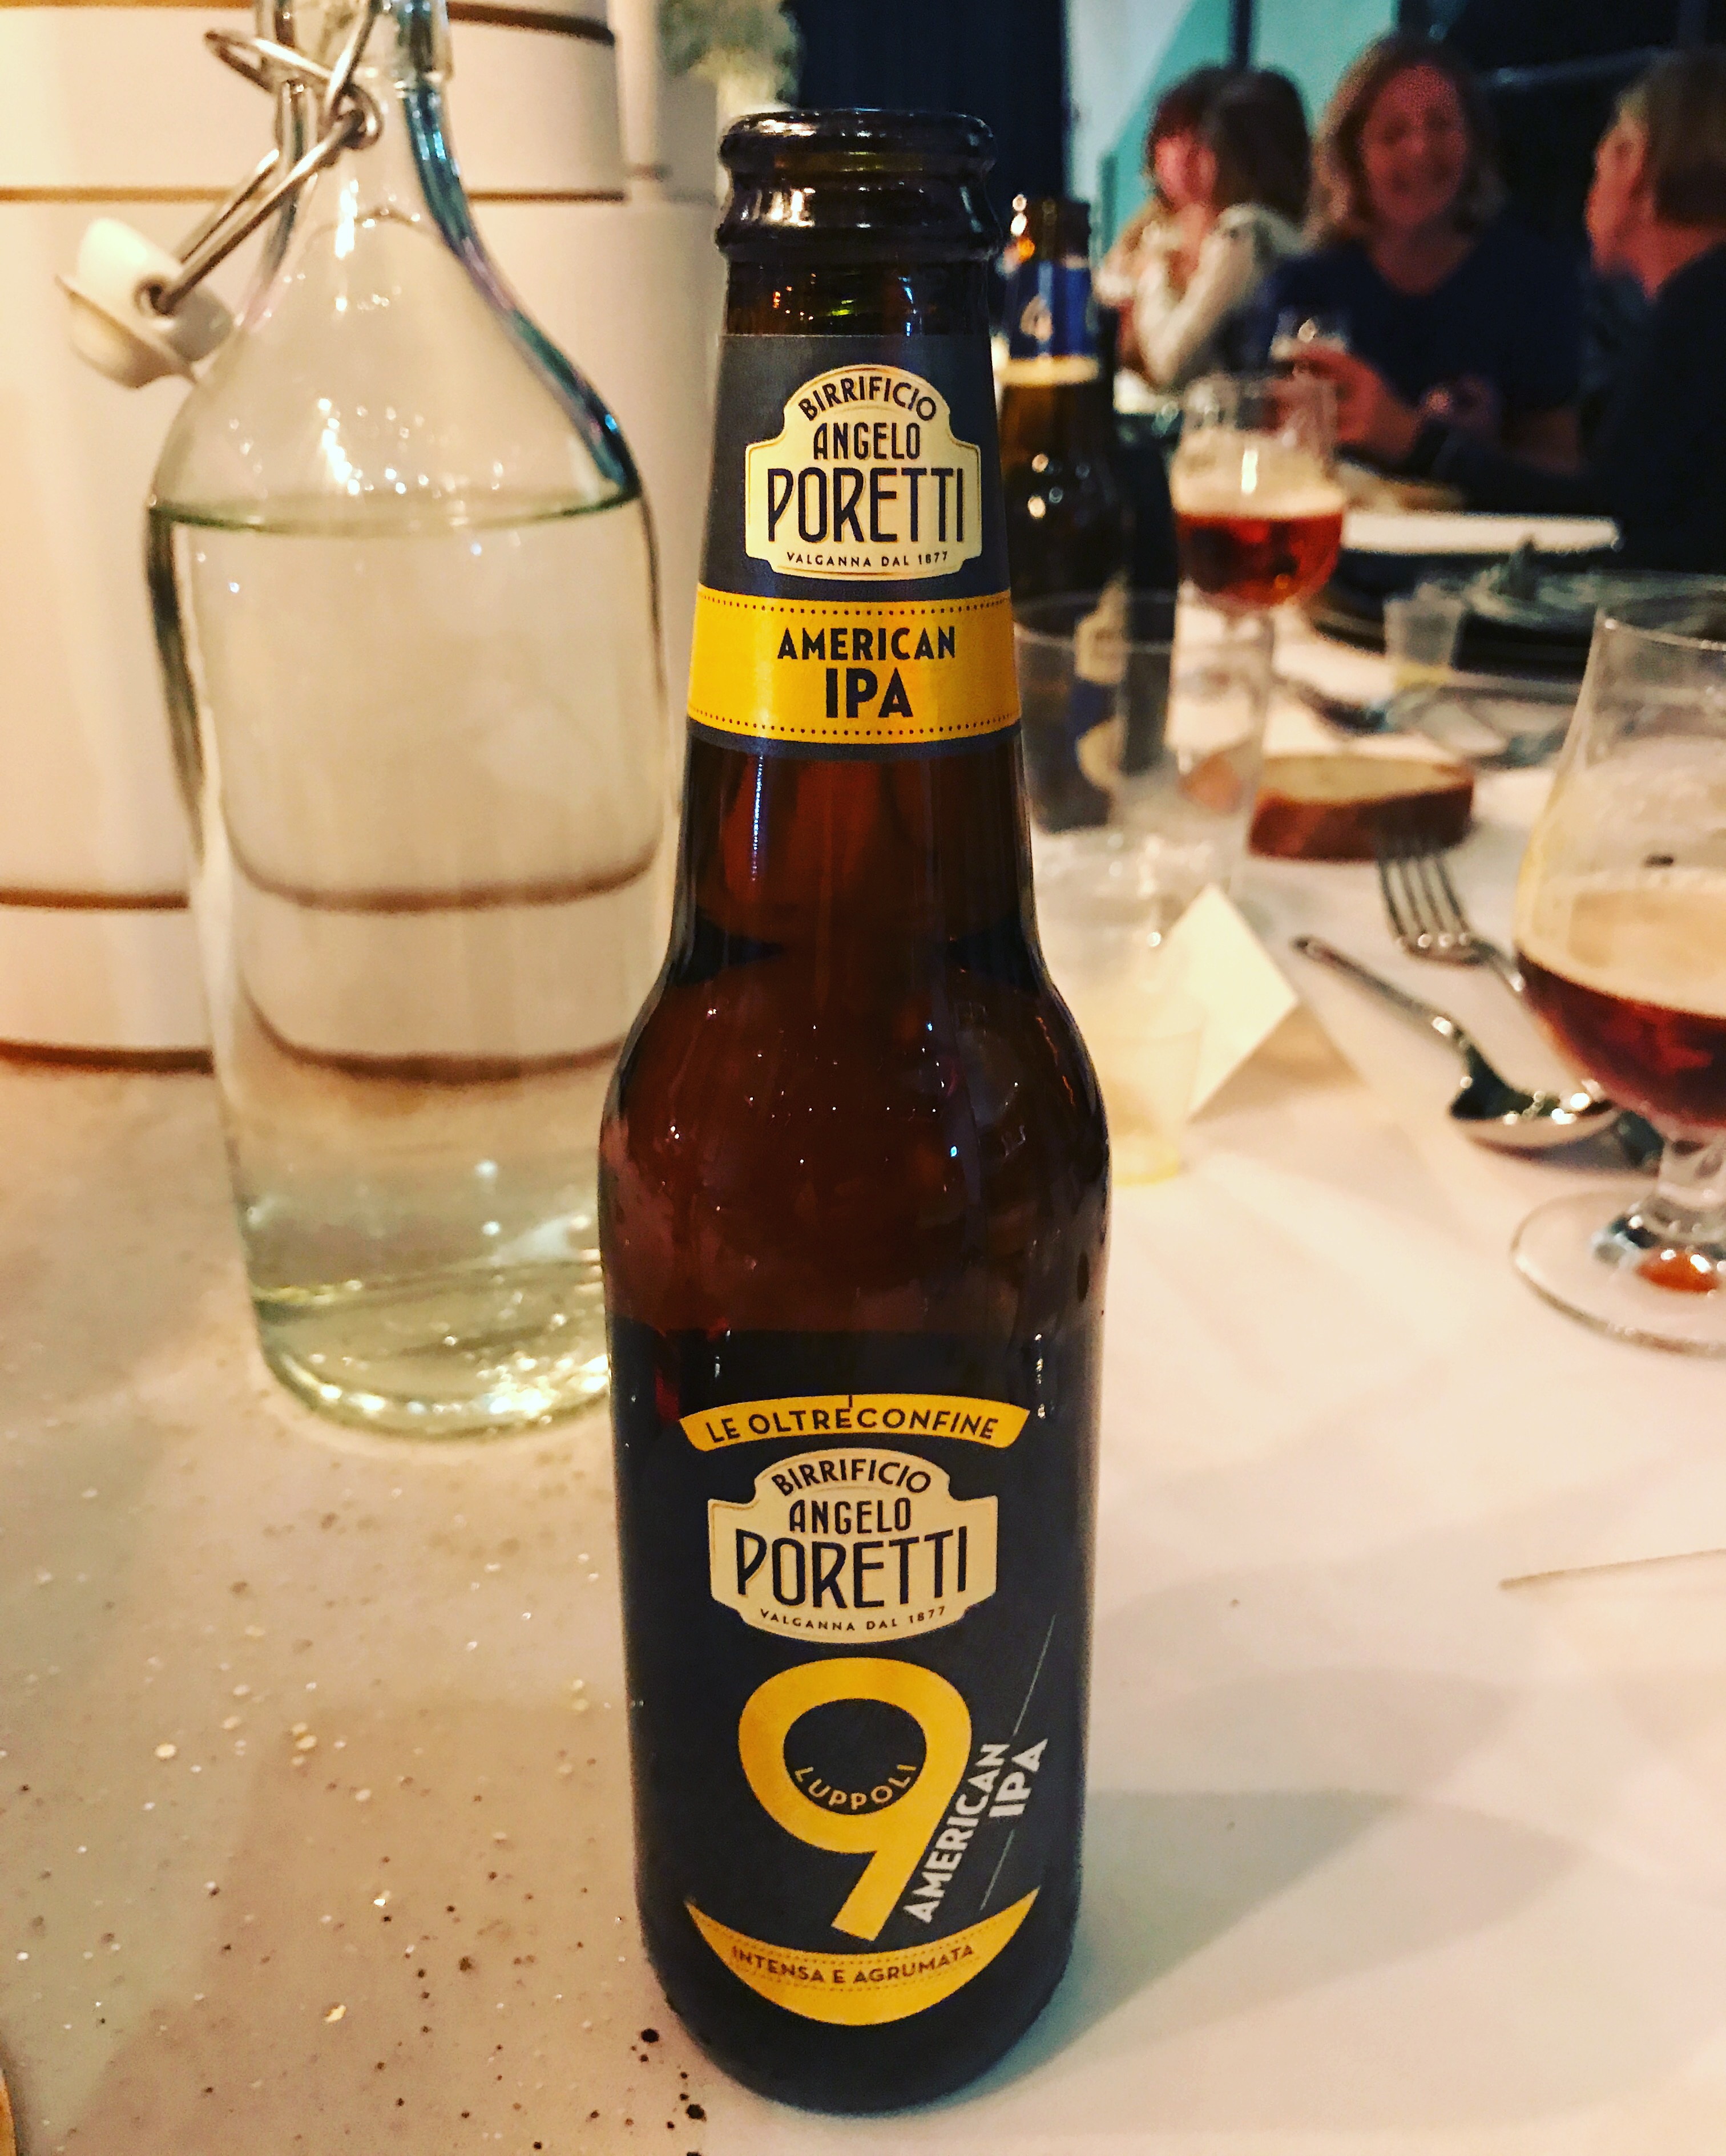 BIRRIFICIO
ANGELO
PORETTI
VALGANNA DAL 1877
AMERICAN
IPA
LE OLTRECONFINE
BIRRIFICIO
ANGELO
PORETTI
VALGANNA DAL 1877
9
LUPPOLI
AMERICAN
IPA
INTENSA E AGRUMATA